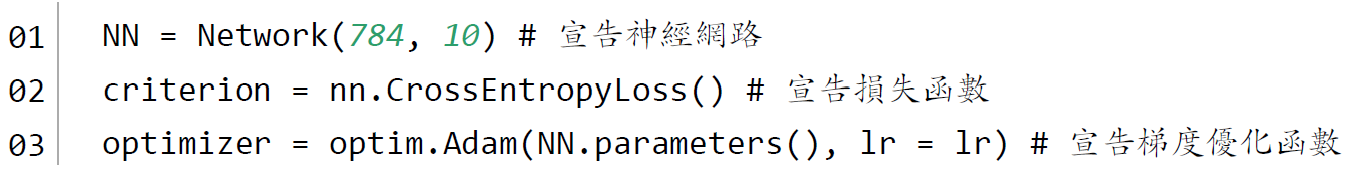 01 NN = Network(784, 10) # 宣告神經網路
02 criterion = nn.CrossEntropyLoss() # 宣告損失函數
03 optimizer = optim.Adam(NN.parameters(), lr = lr) # 宣告梯度優化函數